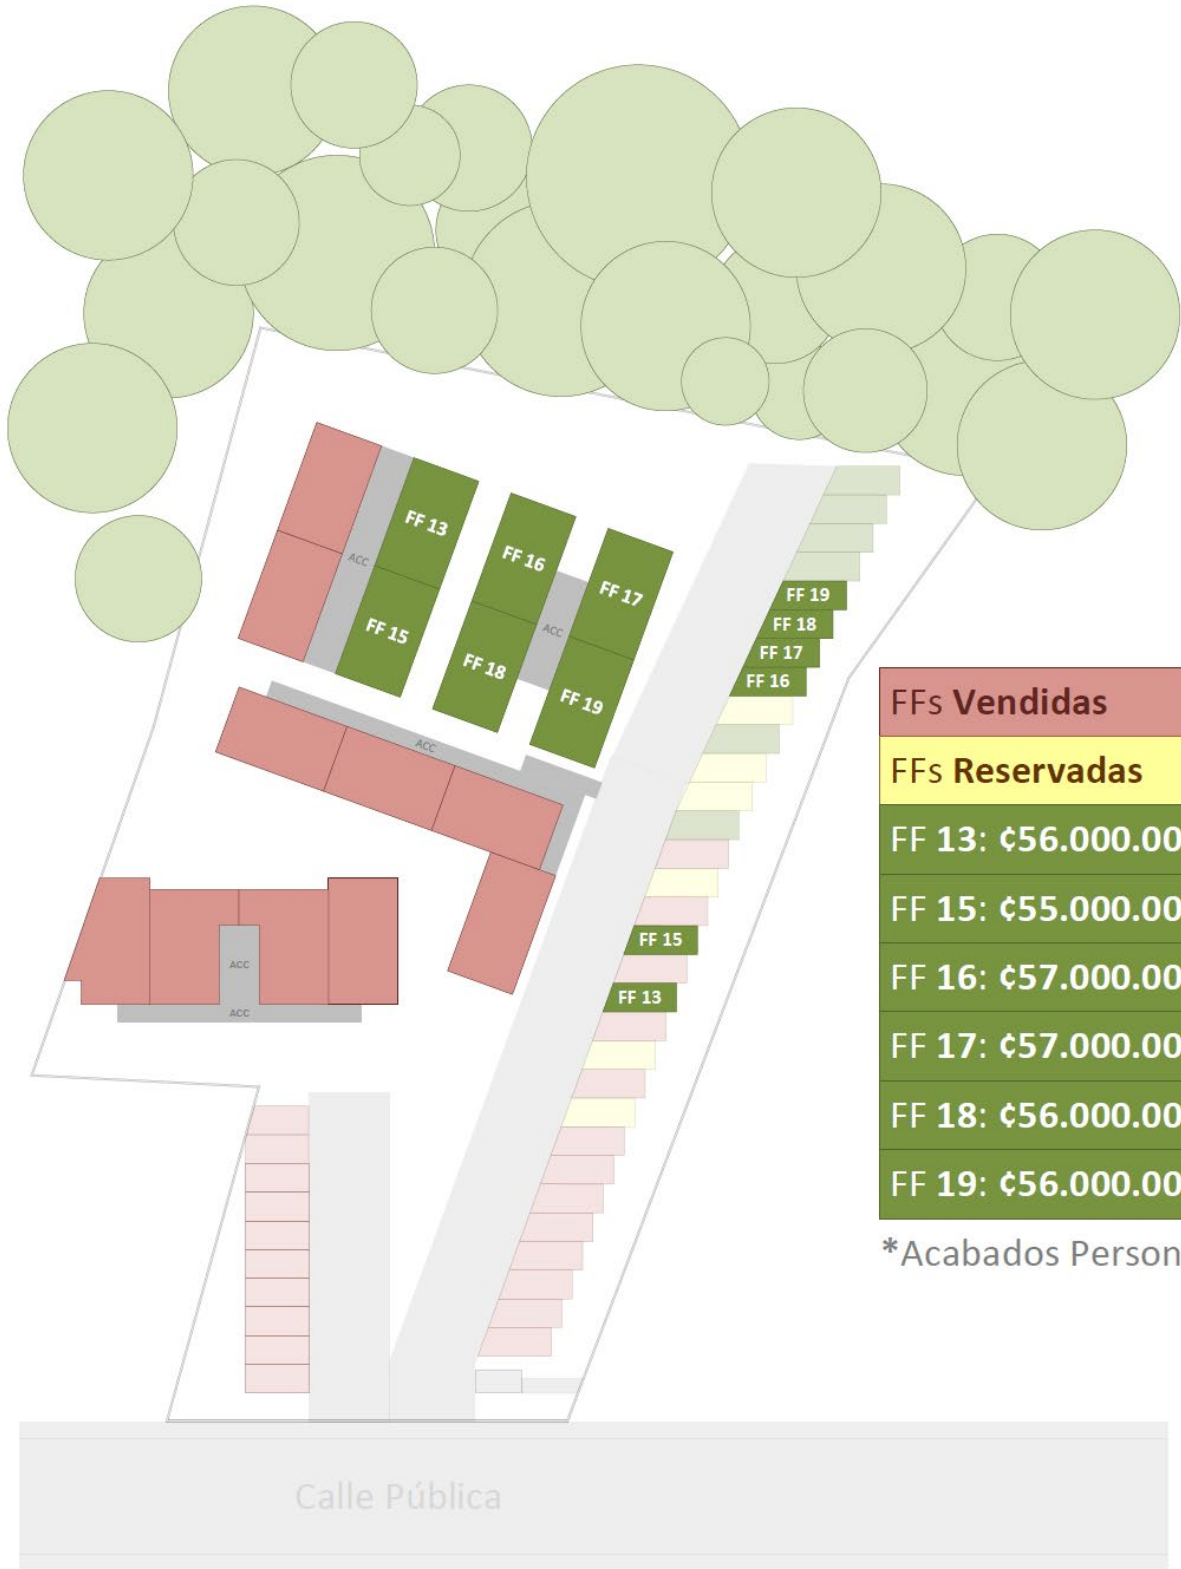 FF 13
FF 16
ACC
FF 17
FF 15
ACC
FF 18
FF 19
ACC
ACC
ACC
FF 19
FF 18
FF 17
FF 16
FF 15
FF 13
FFs Vendidas
FFs Reservadas
FF 13: ¢56.000.00
FF 15: ¢55.000.00
FF 16: ¢57.000.00
FF 17: ¢57.000.00
FF 18: ¢56.000.00
FF 19: ¢56.000.00
*Acabados Person
Calle Pública